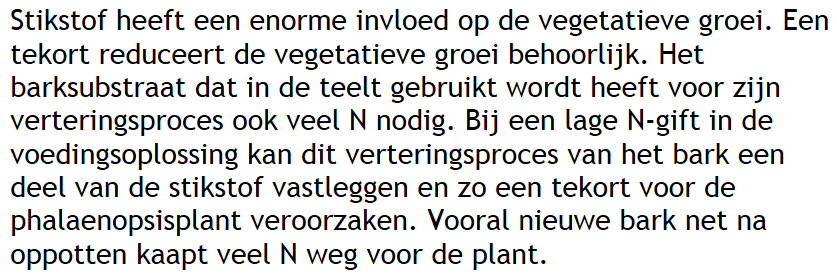 Stikstof heeft een enorme invloed op de vegetatieve groei. Een
tekort reduceert de vegetatieve groei behoorlijk. Het
barksubstraat dat in de teelt gebruikt wordt heeft voor zijn
verteringsproces ook veel N nodig. Bij een lage N-gift in de
voedingsoplossing kan dit verteringsproces van het bark een
deel van de stikstof vastleggen en zo een tekort voor de
phalaenopsisplant veroorzaken. Vooral nieuwe bark net na
oppotten kaapt veel N weg voor de plant.